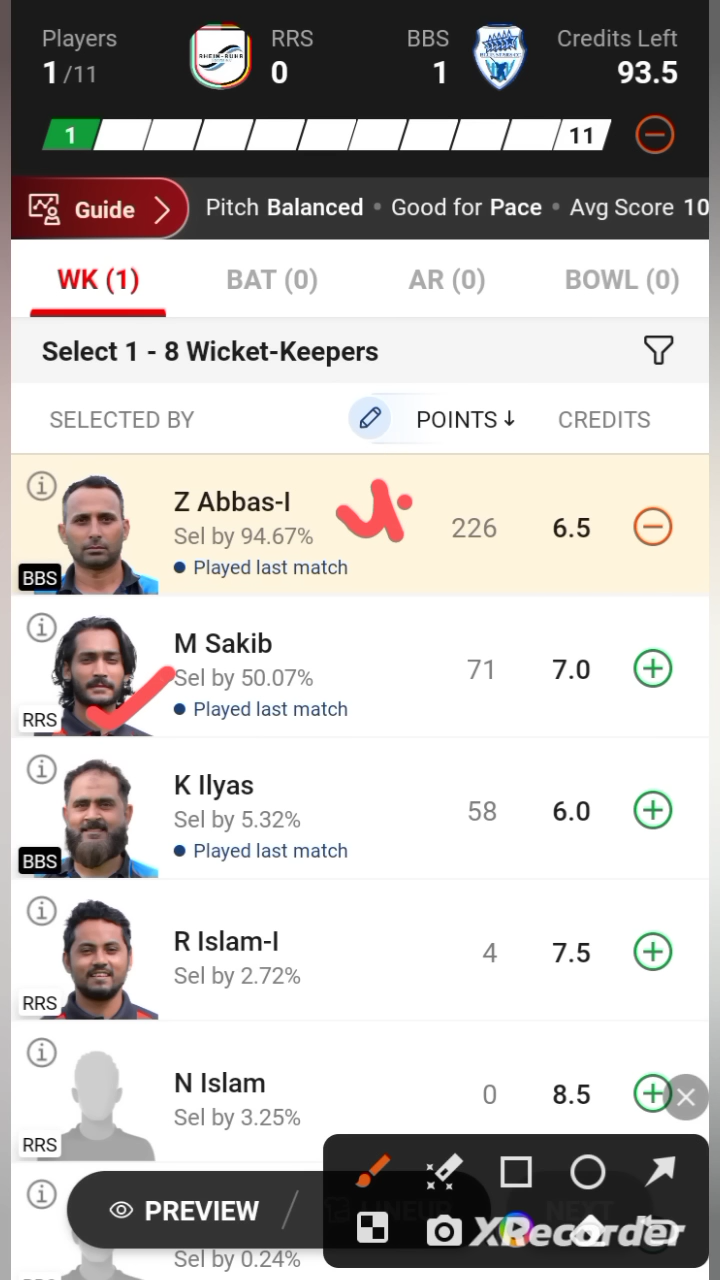 Players RRS BBS Credits Left
1/11 0 1 93.5
RHEIN-RUHR
1 11
Guide Pitch Balanced • Good for Pace • Avg Score 10
WK (1) BAT (0) AR (0) BOWL (0)
Select 1 - 8 Wicket-Keepers
SELECTED BY POINTS↓ CREDITS
Z Abbas-I
Sel by 94.67% 226 6.5
• Played last match
BBS
M Sakib
Sel by 50.07% 71 7.0
• Played last match
RRS
K Ilyas
Sel by 5.32% 58 6.0
• Played last match
BBS
R Islam-I
Sel by 2.72% 4 7.5
RRS
N Islam
Sel by 3.25% 0 8.5
RRS
PREVIEW LINEUP NEXT
XRecorder
Sel by 0.24%